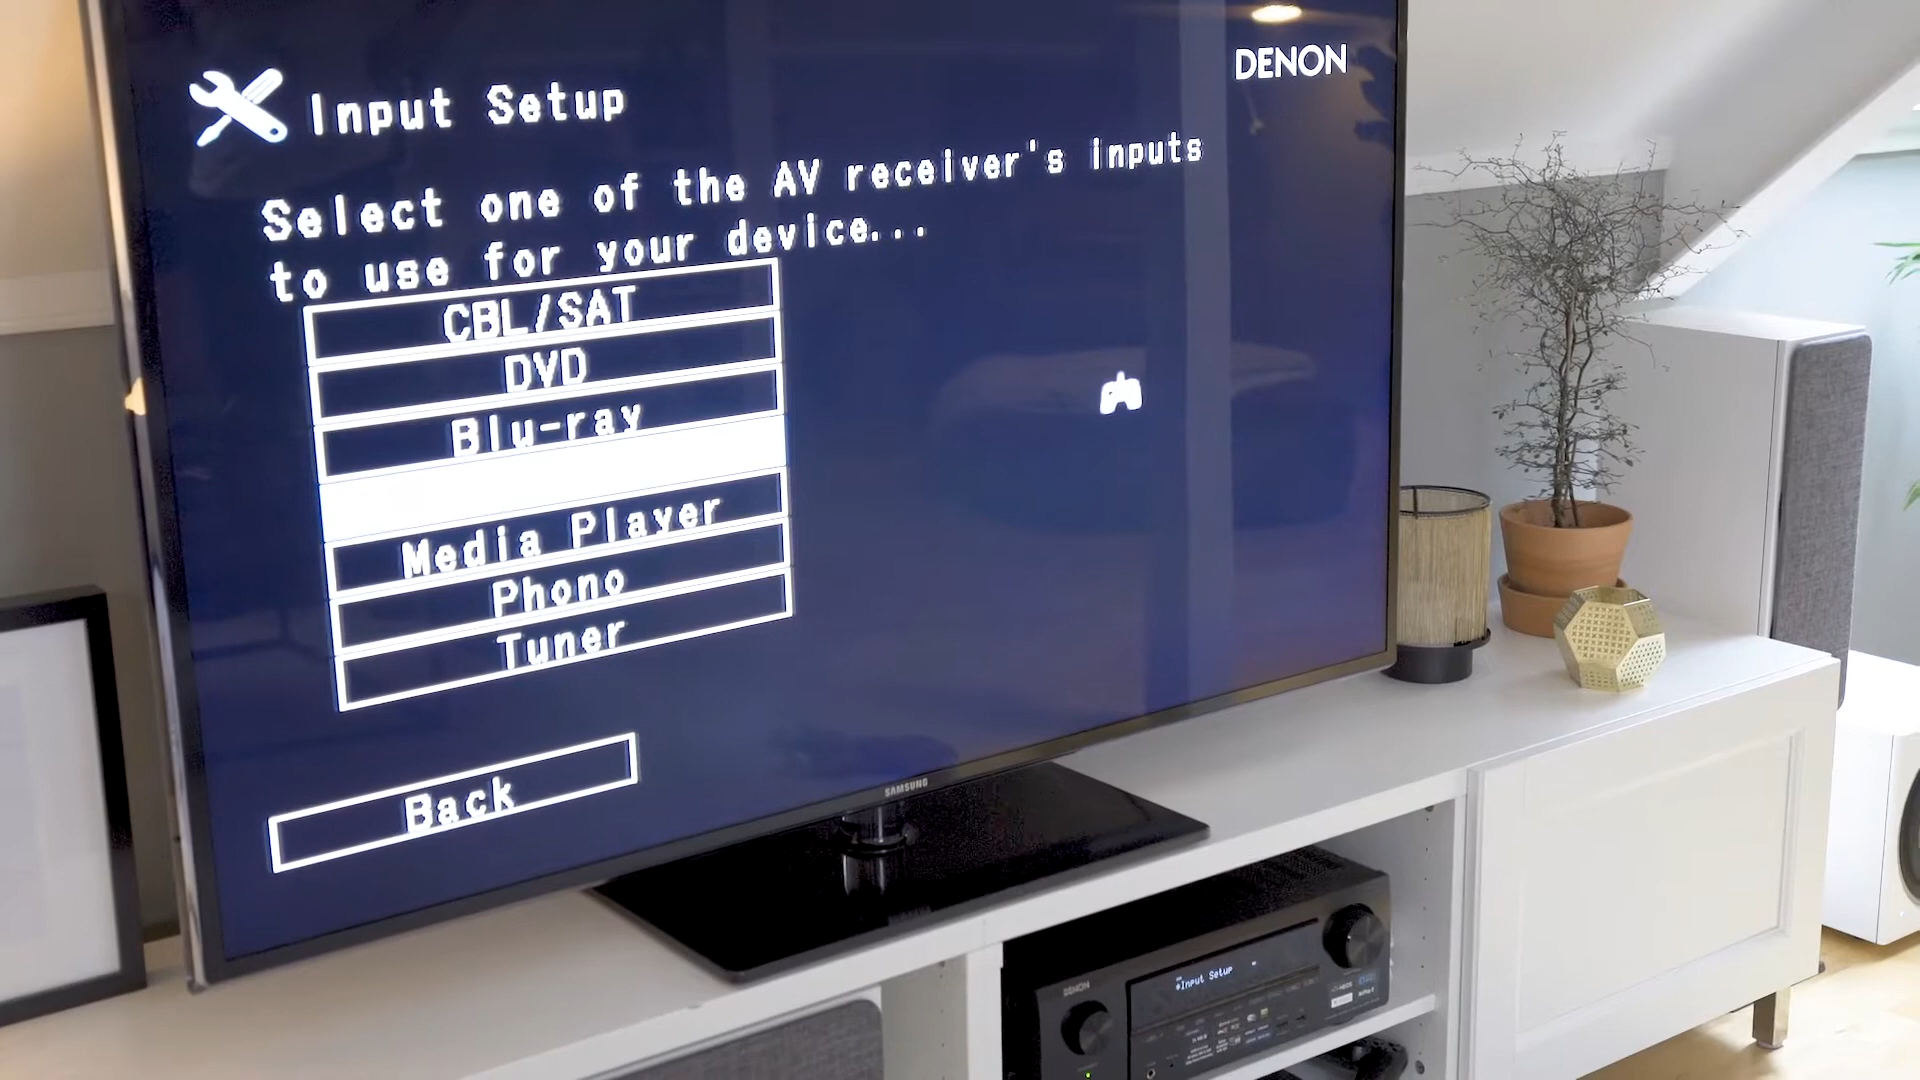 DENON
Input Setup
Select one of the AV receiver's inputs
to use for your device...
CBL/SAT
DVD
Blu-ray
Media Player
Phono
Tuner
Back
SAMSUNG
DENON
*Input Setup